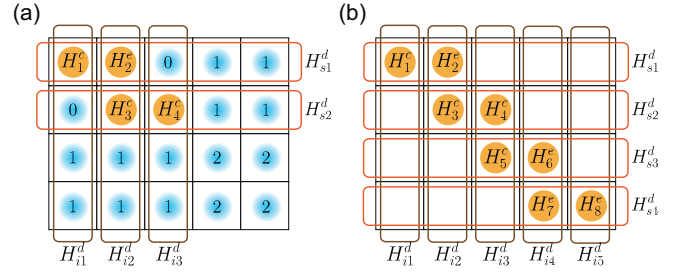 (a)
H_1^c H_2^e 0 1 1 H_{s1}^d
0 H_3^c H_4^c 1 1 H_{s2}^d
1 1 1 2 2
1 1 1 2 2
H_{i1}^d H_{i2}^d H_{i3}^d
(b)
H_1^c H_2^e H_{s1}^d
H_3^c H_4^c H_{s2}^d
H_5^c H_6^e H_{s3}^d
H_7^e H_8^e H_{s4}^d
H_{i1}^d H_{i2}^d H_{i3}^d H_{i4}^d H_{i5}^d